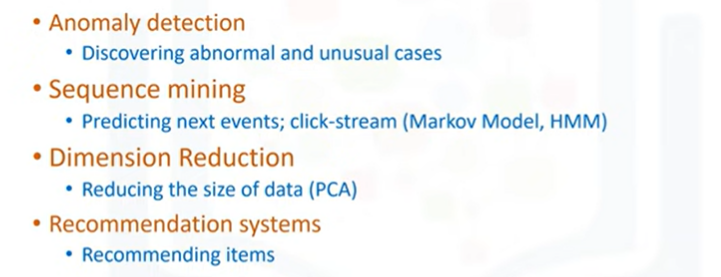 • Anomaly detection
• Discovering abnormal and unusual cases
• Sequence mining
• Predicting next events; click-stream (Markov Model, HMM)
• Dimension Reduction
• Reducing the size of data (PCA)
• Recommendation systems
• Recommending items